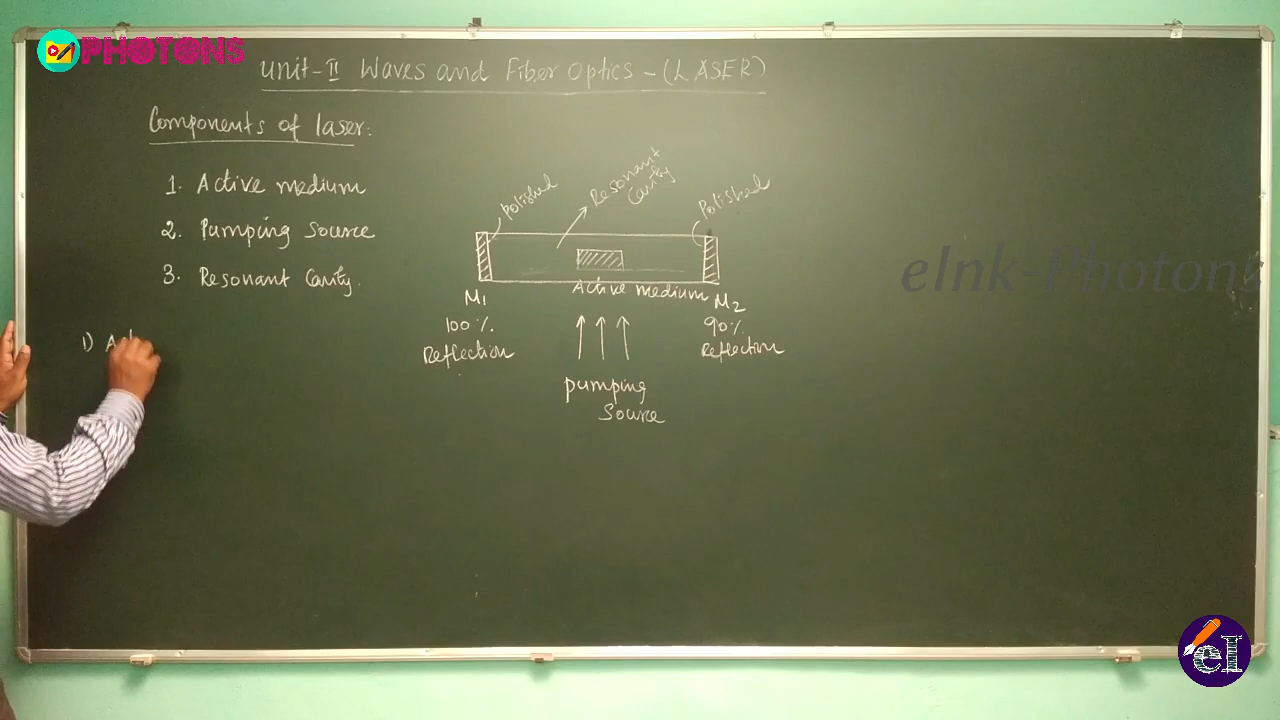 PHOTONS
Unit-II Waves and Fiber Optics - (LASER)
Components of laser:
1. Active medium
2. Pumping Source
3. Resonant Cavity.
Polished
Resonant
Cavity
Polished
Active medium
M1
100%
Reflection
M2
90%
Reflection
pumping
Source
1) Act
eInk-Photons
eI